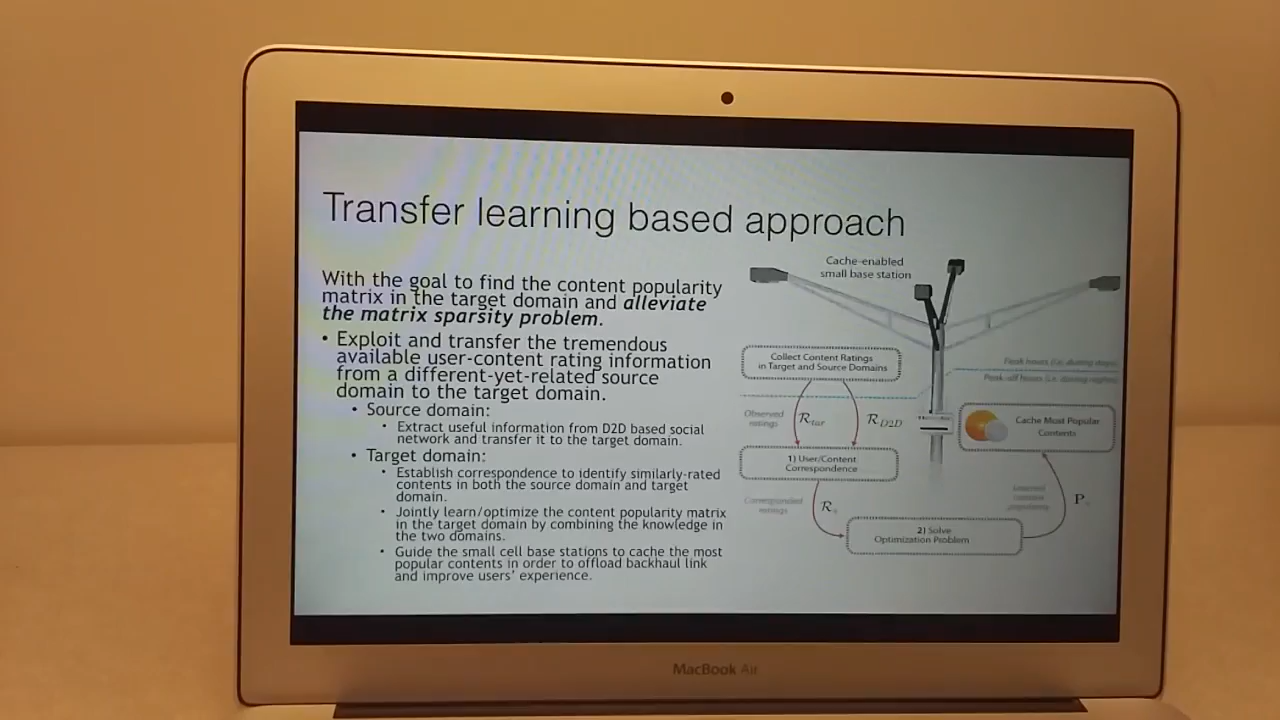 Transfer learning based approach
With the goal to find the content popularity
matrix in the target domain and alleviate
the matrix sparsity problem.
• Exploit and transfer the tremendous
available user-content rating information
from a different-yet-related source
domain to the target domain.
• Source domain:
• Extract useful information from D2D based social
network and transfer it to the target domain.
• Target domain:
• Establish correspondence to identify similarly-rated
contents in both the source domain and target
domain.
• Jointly learn/optimize the content popularity matrix
in the target domain by combining the knowledge in
the two domains.
• Guide the small cell base stations to cache the most
popular contents in order to offload backhaul link
and improve users' experience.
Cache-enabled
small base station
Collect Content Ratings
in Target and Source Domains
Peak hours (i.e. during days)
Peak-off hours (i.e. during nights)
Observed
ratings
R_tar
R_D2D
Cache Most Popular
Contents
1) User/Content
Correspondence
Corresponded
ratings
R
P
2) Solve
Optimization Problem
MacBook Air